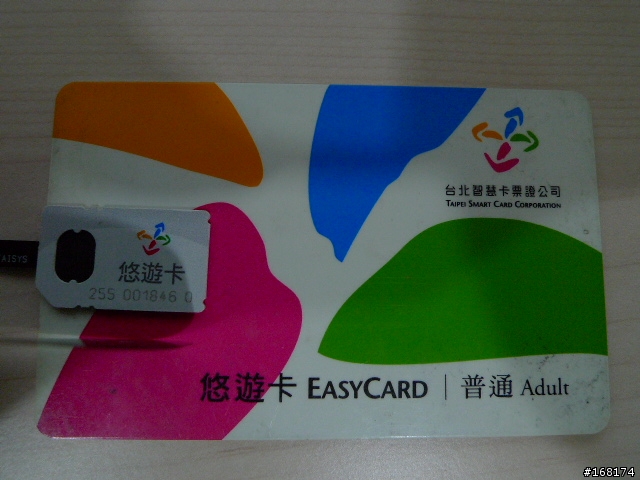 台北智慧卡票證公司
TAIPEI SMART CARD CORPORATION
TAISYS
悠遊卡
255 001846 0
悠遊卡 EASYCARD | 普通 Adult
#168174